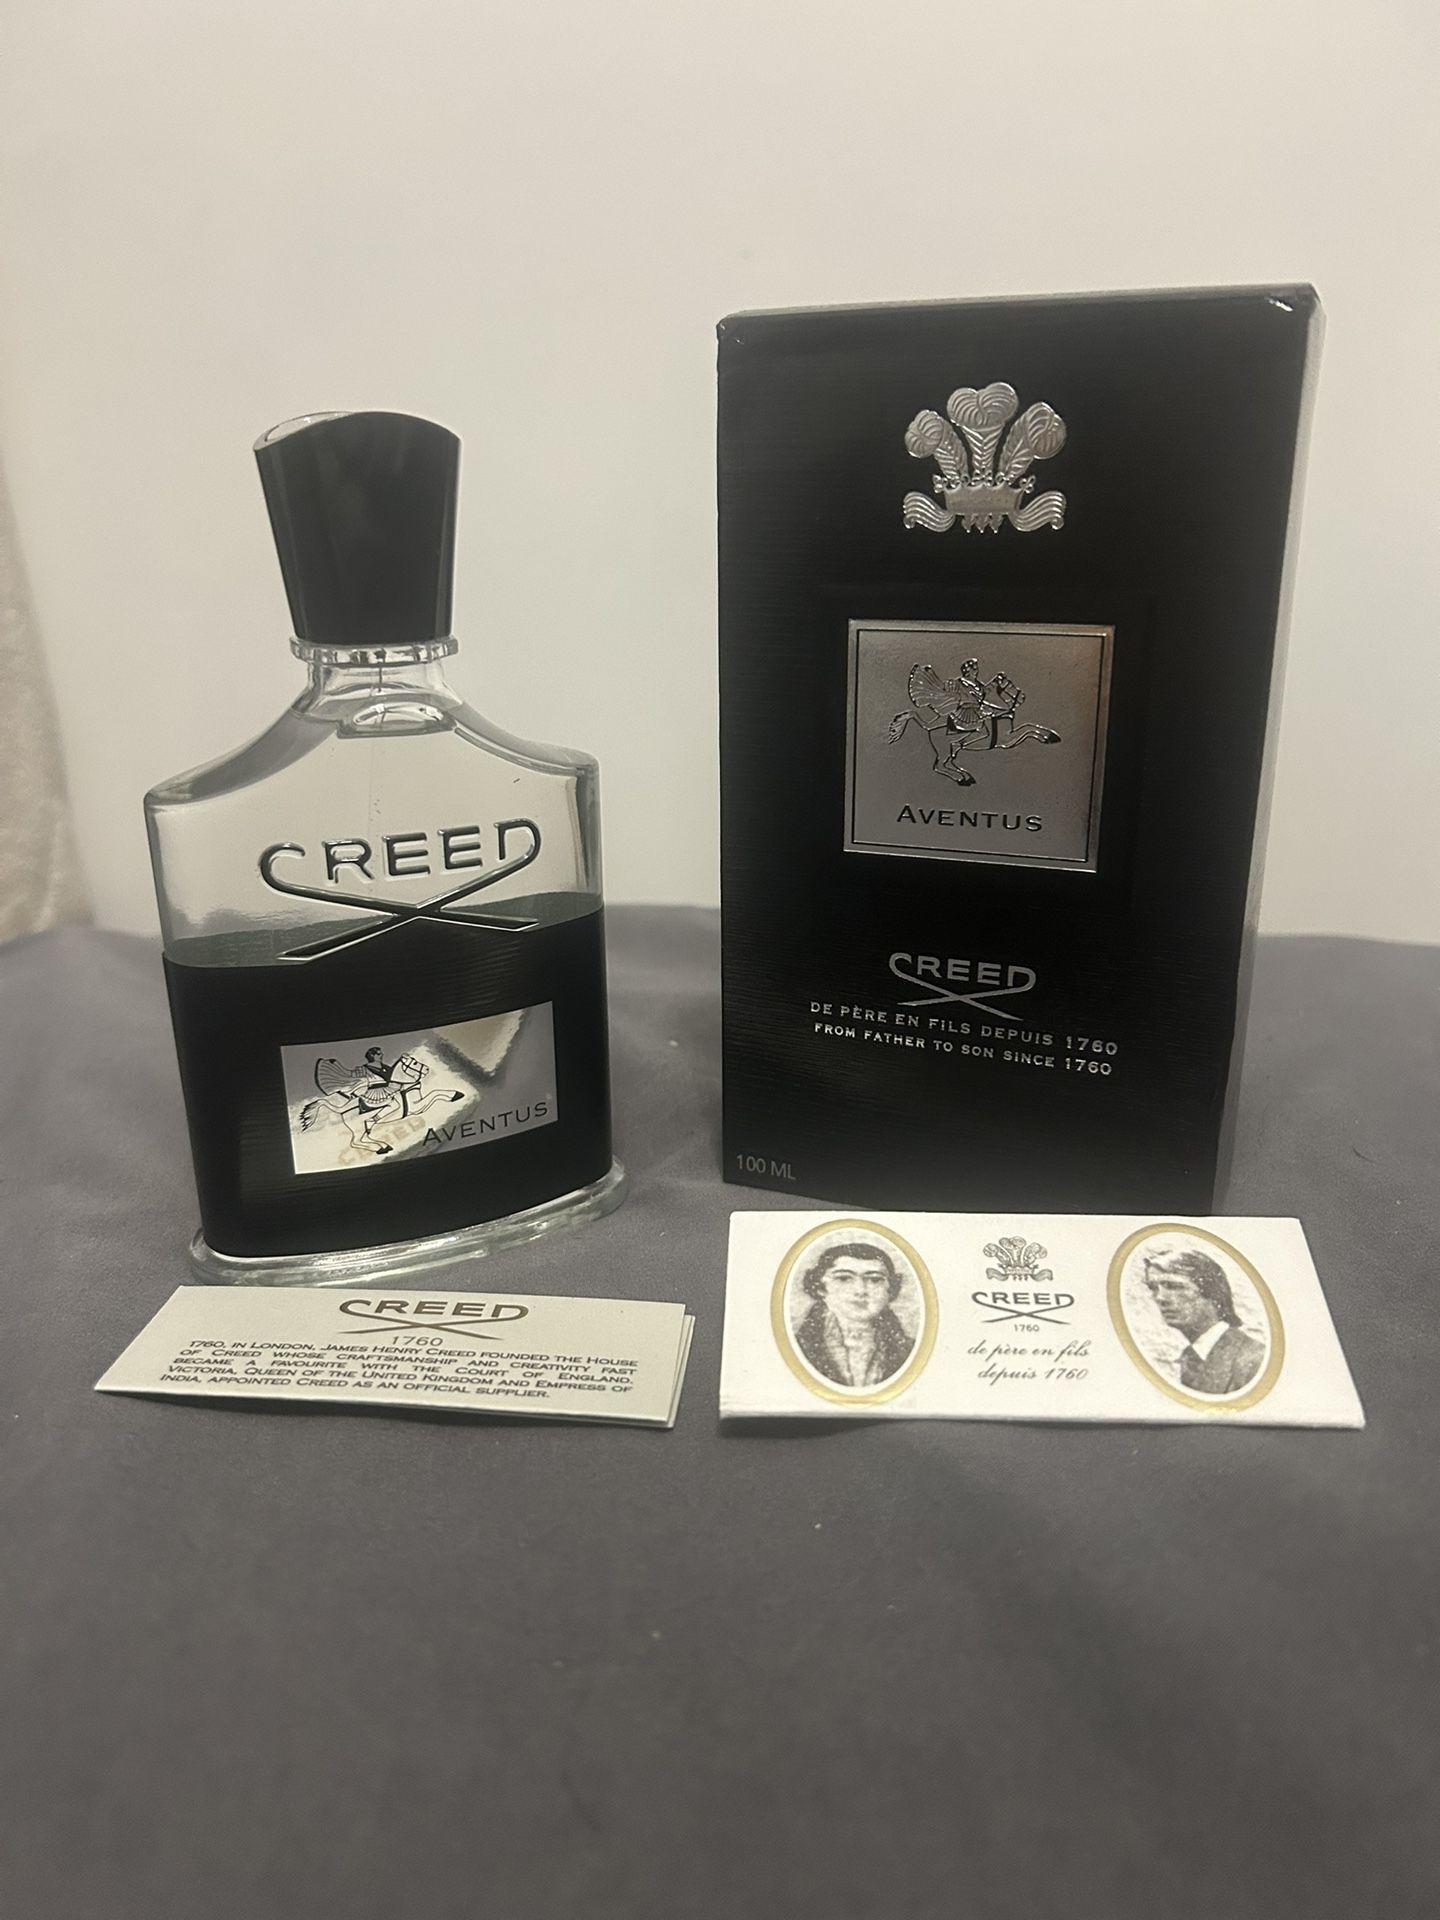 CREED
AVENTUS
AVENTUS
CREED
DE PÈRE EN FILS DEPUIS 1760
FROM FATHER TO SON SINCE 1760
100 ML
CREED
1760
1760, IN LONDON, JAMES HENRY CREED FOUNDED THE HOUSE
OF CREED WHOSE CRAFTSMANSHIP AND CREATIVITY FAST
BECAME A FAVOURITE WITH THE COURT OF ENGLAND.
VICTORIA, QUEEN OF THE UNITED KINGDOM AND EMPRESS OF
INDIA, APPOINTED CREED AS AN OFFICIAL SUPPLIER.
CREED
1760
de père en fils
depuis 1760